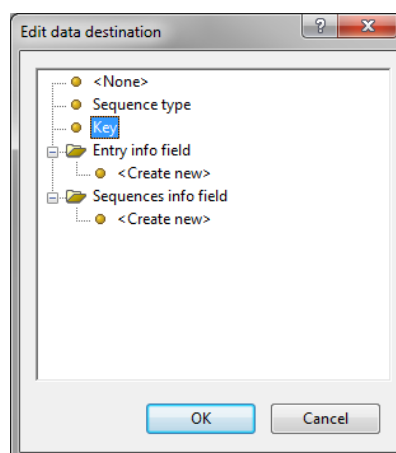 Edit data destination
<None>
Sequence type
Key
Entry info field
<Create new>
Sequences info field
<Create new>
OK Cancel